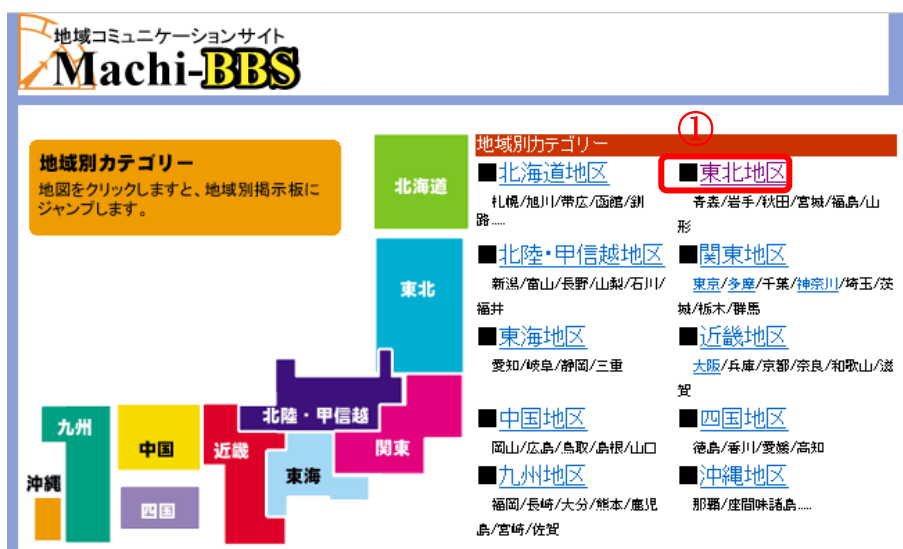 地域コミュニケーションサイト
Machi-BBS
地域別カテゴリー
地図をクリックしますと、地域別掲示板に
ジャンプします。
北海道
東北
北陸・甲信越
関東
東海
近畿
中国
四国
九州
沖縄
地域別カテゴリー
①
■北海道地区
札幌/旭川/帯広/函館/釧
路.....
■東北地区
青森/岩手/秋田/宮城/福島/山
形
■北陸・甲信越地区
新潟/富山/長野/山梨/石川/
福井
■関東地区
東京/多摩/千葉/神奈川/埼玉/茨
城/栃木/群馬
■東海地区
愛知/岐阜/静岡/三重
■近畿地区
大阪/兵庫/京都/奈良/和歌山/滋
賀
■中国地区
岡山/広島/鳥取/島根/山口
■四国地区
徳島/香川/愛媛/高知
■九州地区
福岡/長崎/大分/熊本/鹿児
島/宮崎/佐賀
■沖縄地区
那覇/座間味諸島.....